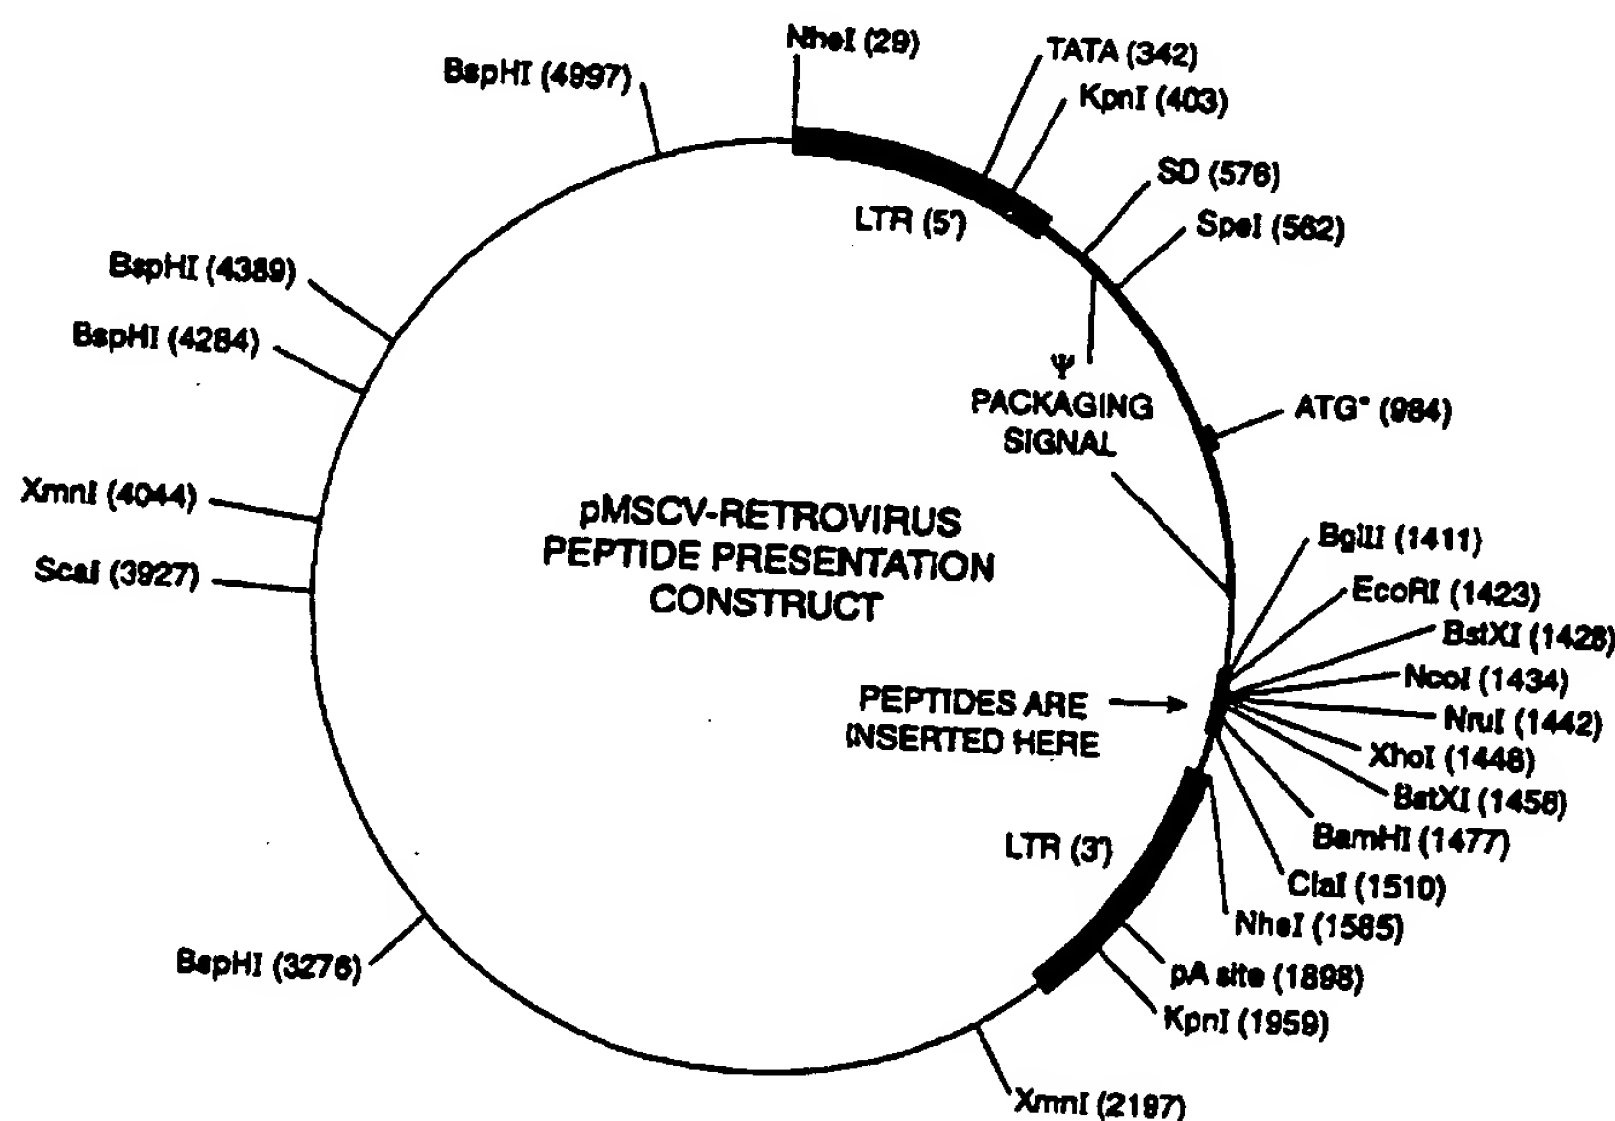 NheI (29)
TATA (342)
KpnI (403)
BspHI (4997)
SD (576)
SpeI (562)
LTR (5')
BspHI (4389)
BspHI (4284)
Ψ
PACKAGING
SIGNAL
ATG° (984)
XmnI (4044)
ScaI (3927)
pMSCV-RETROVIRUS
PEPTIDE PRESENTATION
CONSTRUCT
BglII (1411)
EcoRI (1423)
BstXI (1426)
NcoI (1434)
NruI (1442)
XhoI (1448)
BstXI (1458)
BamHI (1477)
ClaI (1510)
NheI (1585)
PEPTIDES ARE
INSERTED HERE
LTR (3')
pA site (1898)
KpnI (1959)
BspHI (3276)
XmnI (2197)